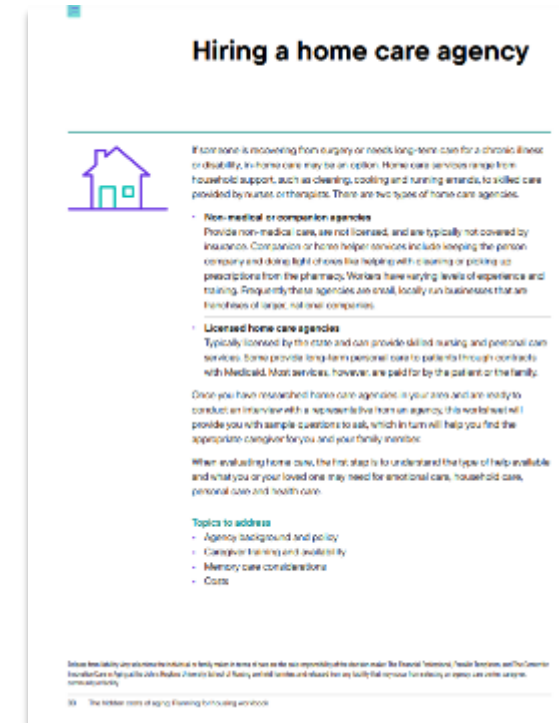 Hiring a home care agency
If someone is recovering from surgery or needs long-term care for a chronic illness
or disability, in-home care may be an option. Home care services range from
household support, such as cleaning, cooking and running errands, to skilled care
provided by nurses or therapists. There are two types of home care agencies.
• Non-medical or companion agencies
Provide non-medical care, are not licensed, and are typically not covered by
insurance. Companion or home helper services include keeping the person
company and doing light chores like helping with cleaning or picking up
prescriptions from the pharmacy. Workers have varying levels of experience and
training. Frequently these agencies are small, locally run businesses that are
franchises of larger, national companies.
• Licensed home care agencies
Typically licensed by the state and can provide skilled nursing and personal care
services. Some provide long-term personal care to patients through contracts
with Medicaid. Most services, however, are paid for by the patient or the family.
Once you have researched home care agencies in your area and are ready to
conduct an interview with a representative from an agency, this worksheet will
provide you with sample questions to ask, which in turn will help you find the
appropriate caregiver for you and your family member.
When evaluating home care, the first step is to understand the type of help available
and what you or your loved one may need for emotional care, household care,
personal care and health care.
Topics to address
• Agency background and policy
• Caregiver training and availability
• Memory care considerations
• Costs
The hidden costs of aging: Planning for housing workbook